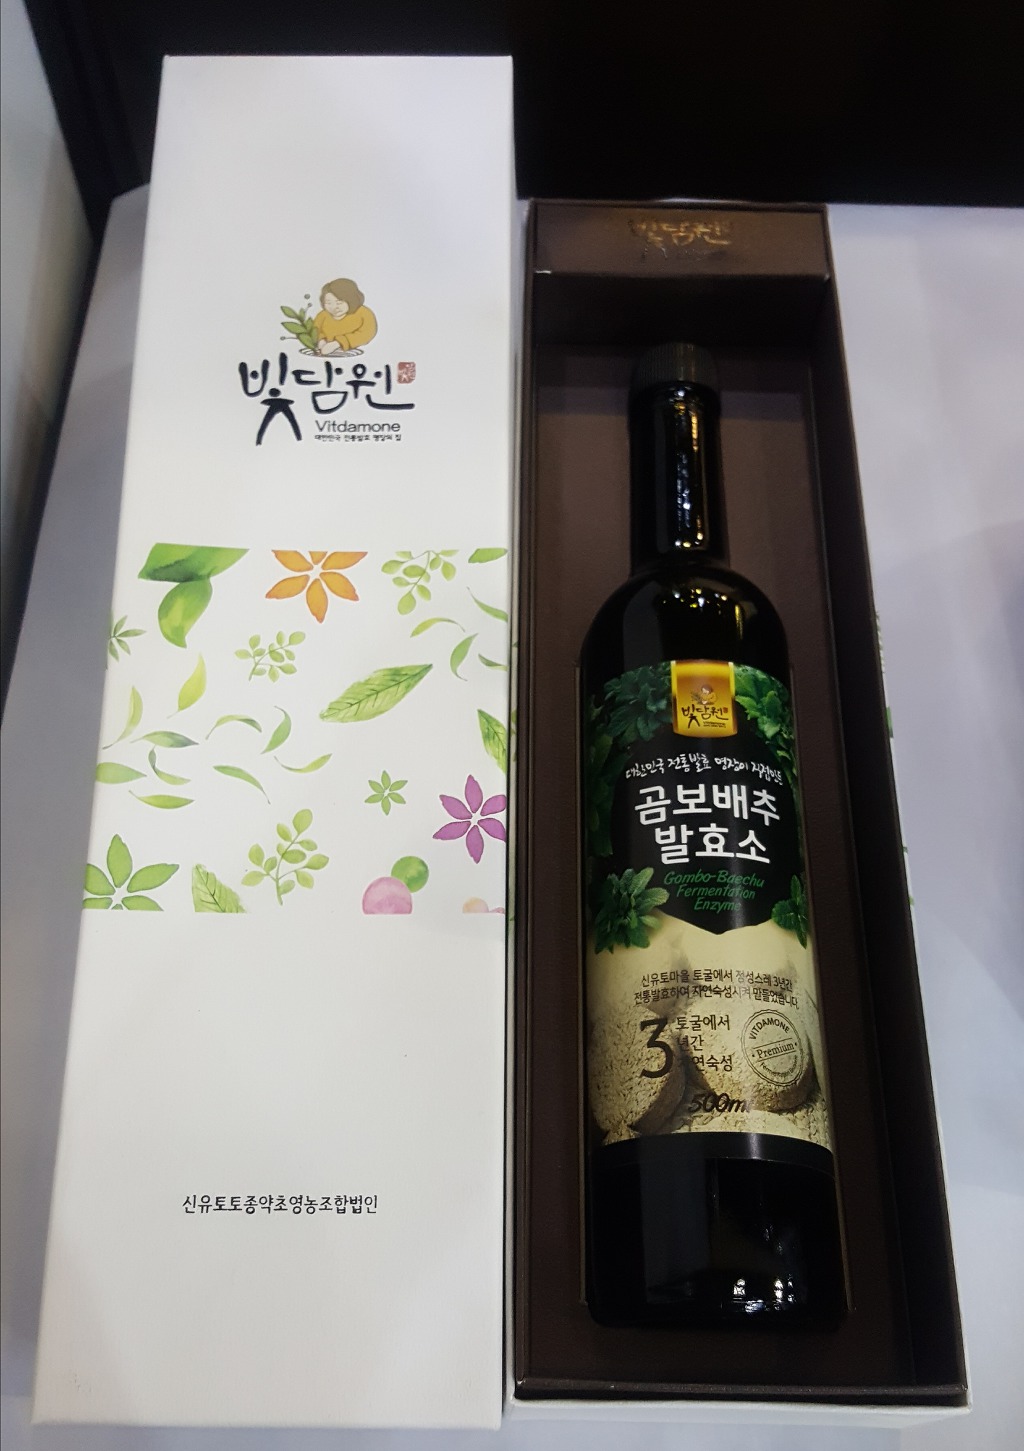 빛담원
Vitdamone
대한민국 전통발효 명장의 집
신유토토종약초영농조합법인
빛담원
빛담원
대한민국 전통발효 명장이 직접만든
곰보배추
발효소
Gombo-Baechu
Fermentation
Enzyme
신유토마을 토굴에서 정성스레 3년간
전통발효하여 자연숙성시켜 만들었습니다.
3
토굴에서
년간
연숙성
VITDAMONE
Premium
500ml